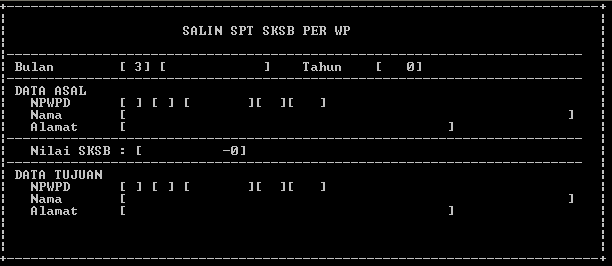 SALIN SPT SKSB PER WP
Bulan [ 3] [ ] Tahun [ 0]
DATA ASAL
NPWPD [ ] [ ] [ ][ ][ ]
Nama [ ]
Alamat [ ]
Nilai SKSB : [ -0]
DATA TUJUAN
NPWPD [ ] [ ] [ ][ ][ ]
Nama [ ]
Alamat [ ]